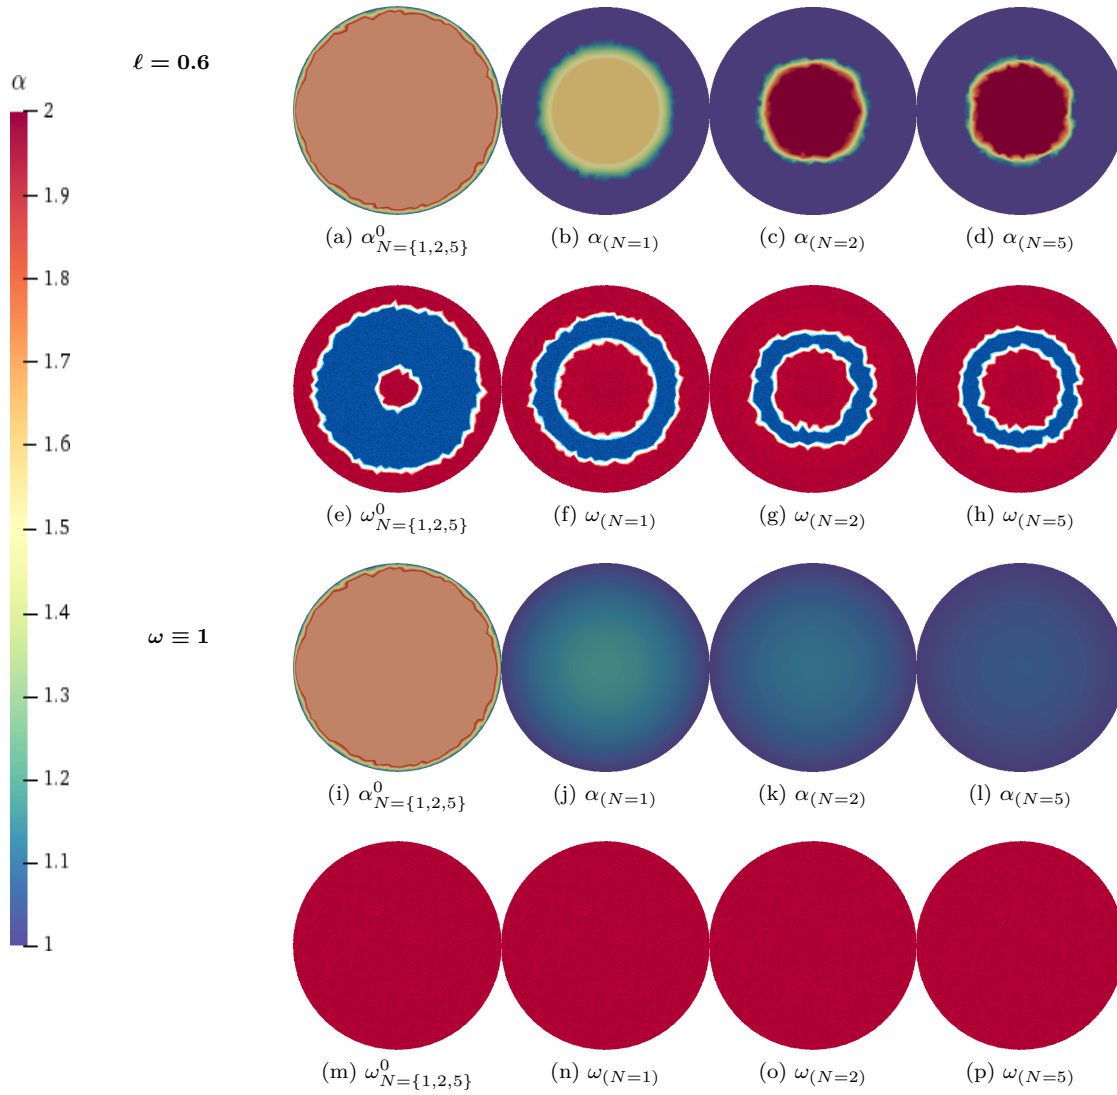 ℓ = 0.6
α
2
1.9
1.8
1.7
1.6
1.5
1.4
1.3
1.2
1.1
1
(a) α⁰_{N={1,2,5}} (b) α_{(N=1)} (c) α_{(N=2)} (d) α_{(N=5)}
(e) ω⁰_{N={1,2,5}} (f) ω_{(N=1)} (g) ω_{(N=2)} (h) ω_{(N=5)}
ω ≡ 1
(i) α⁰_{N={1,2,5}} (j) α_{(N=1)} (k) α_{(N=2)} (l) α_{(N=5)}
(m) ω⁰_{N={1,2,5}} (n) ω_{(N=1)} (o) ω_{(N=2)} (p) ω_{(N=5)}